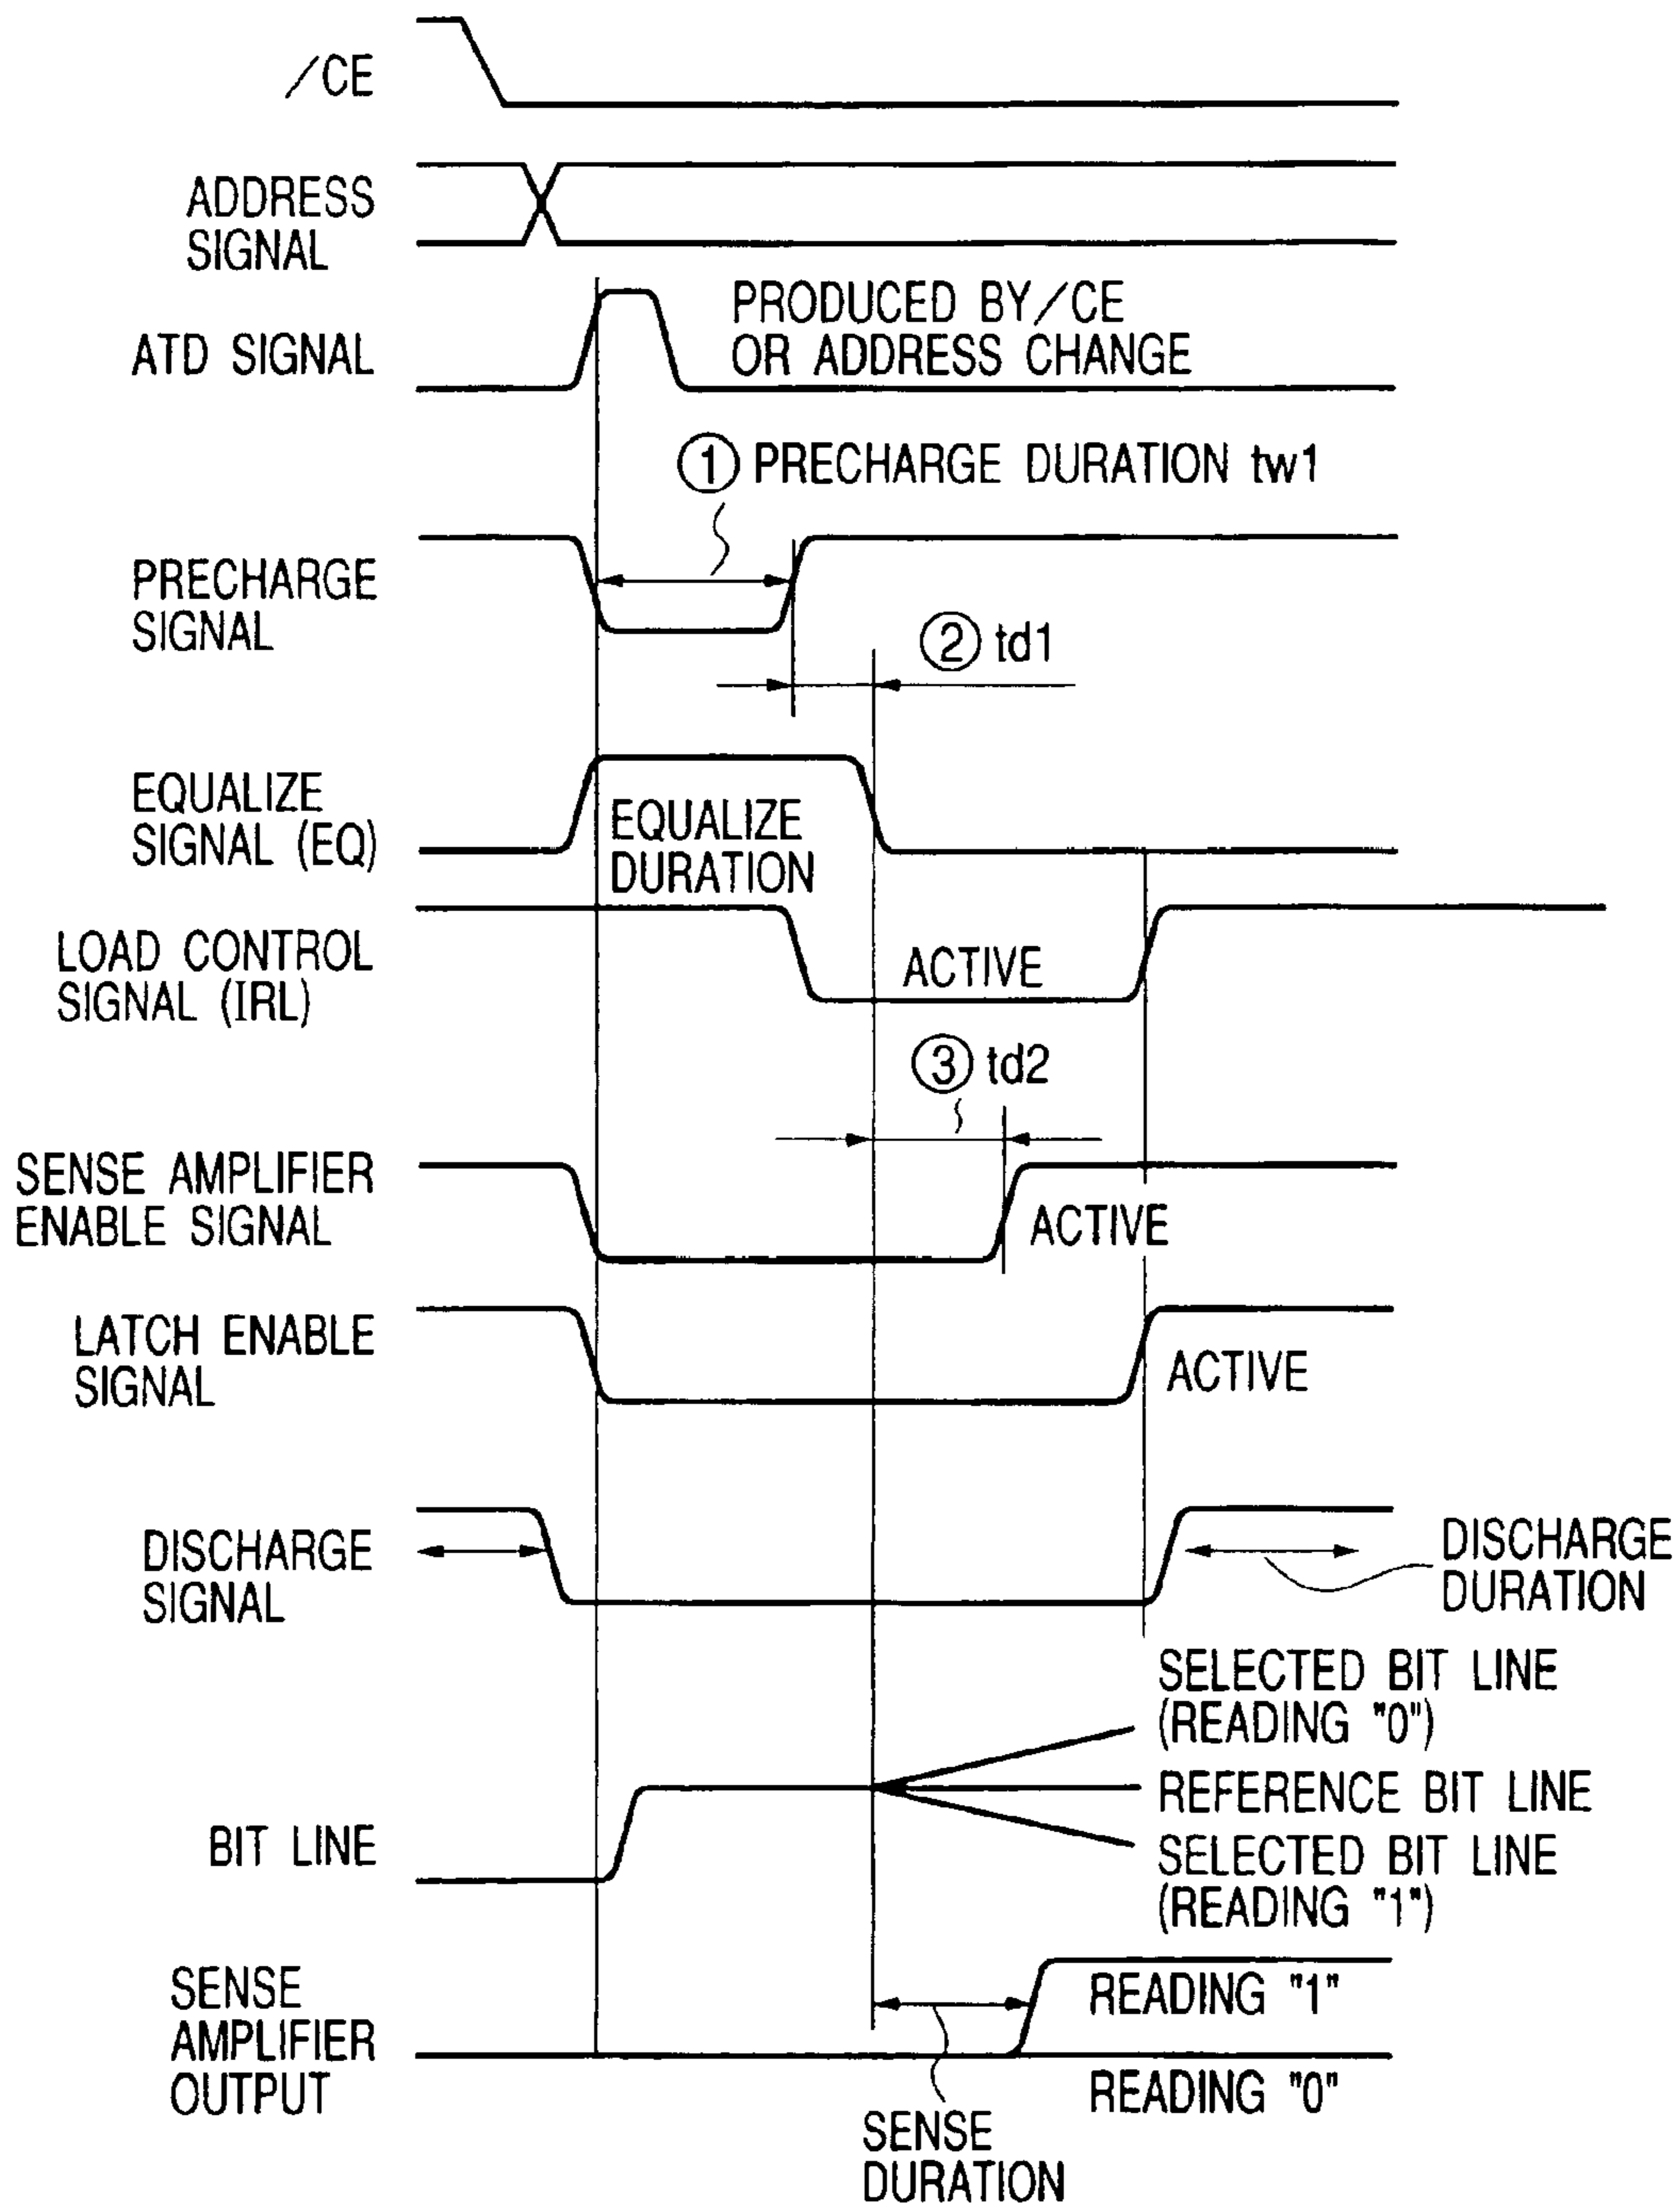 /CE
ADDRESS
SIGNAL
ATD SIGNAL
PRODUCED BY/CE
OR ADDRESS CHANGE
① PRECHARGE DURATION tw1
PRECHARGE
SIGNAL
② td1
EQUALIZE
SIGNAL (EQ)
EQUALIZE
DURATION
LOAD CONTROL
SIGNAL (IRL)
ACTIVE
③ td2
SENSE AMPLIFIER
ENABLE SIGNAL
ACTIVE
LATCH ENABLE
SIGNAL
ACTIVE
DISCHARGE
SIGNAL
DISCHARGE
DURATION
SELECTED BIT LINE
(READING "0")
REFERENCE BIT LINE
BIT LINE
SELECTED BIT LINE
(READING "1")
SENSE
AMPLIFIER
OUTPUT
READING "1"
READING "0"
SENSE
DURATION